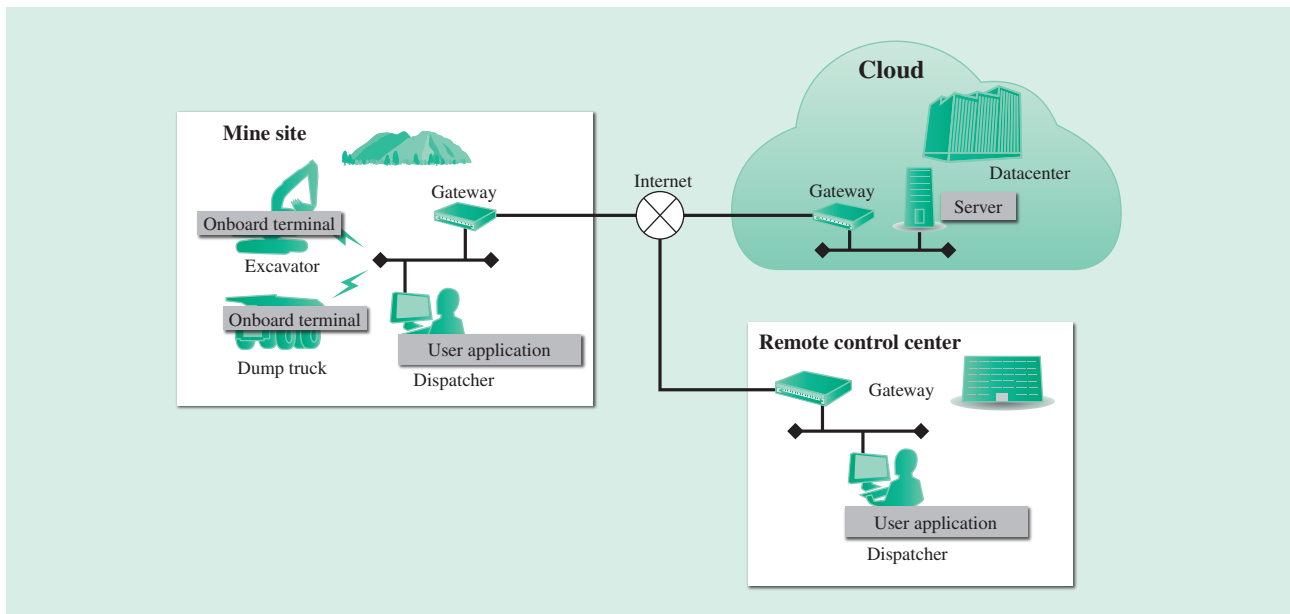 Mine site
Onboard terminal
Excavator
Onboard terminal
Dump truck
Gateway
User application
Dispatcher
Internet
Cloud
Datacenter
Gateway
Server
Remote control center
Gateway
User application
Dispatcher